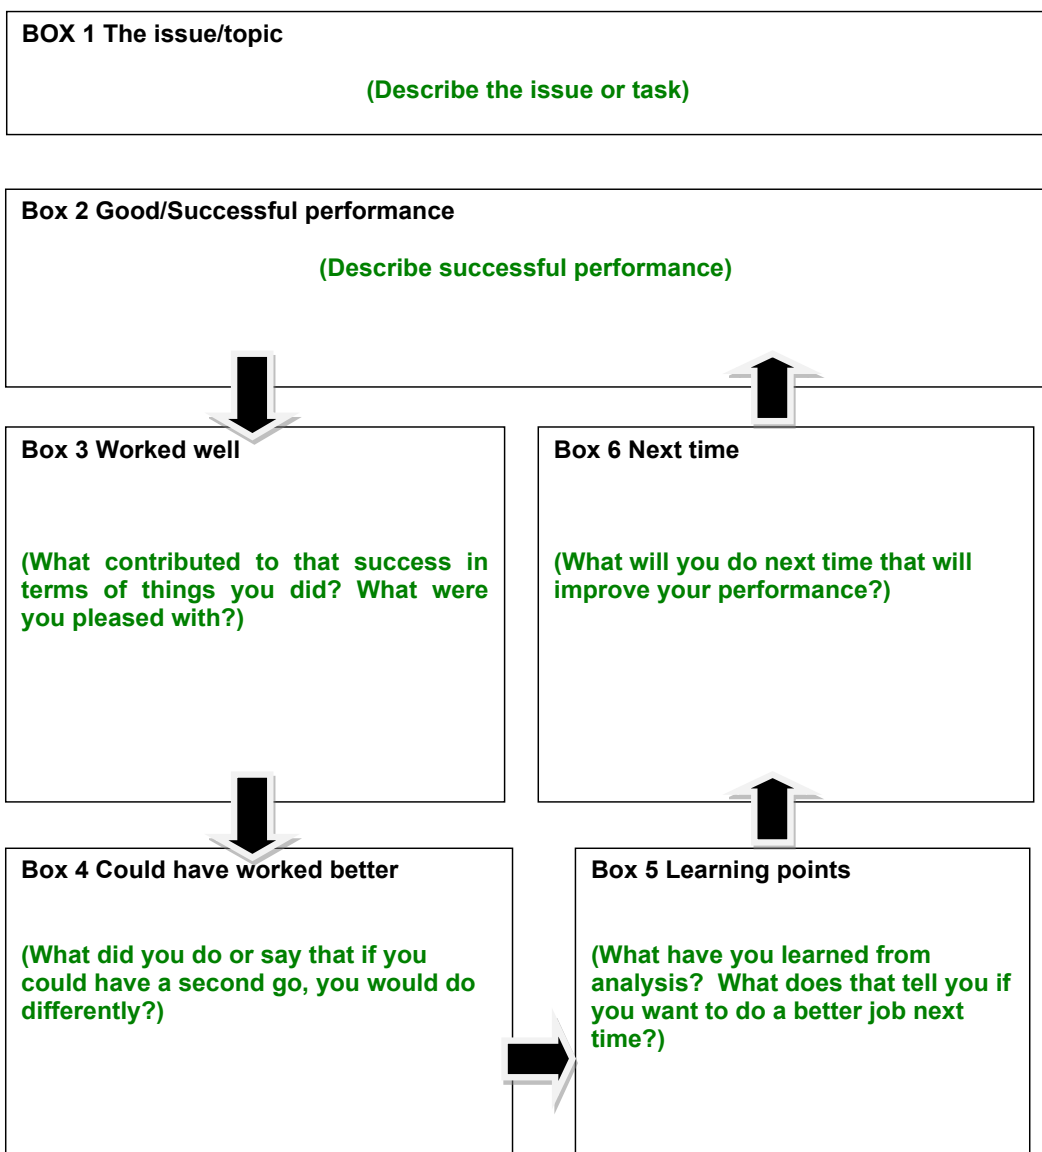 BOX 1 The issue/topic
(Describe the issue or task)
Box 2 Good/Successful performance
(Describe successful performance)
Box 3 Worked well
(What contributed to that success in
terms of things you did? What were
you pleased with?)
Box 6 Next time
(What will you do next time that will
improve your performance?)
Box 4 Could have worked better
(What did you do or say that if you
could have a second go, you would do
differently?)
Box 5 Learning points
(What have you learned from
analysis?  What does that tell you if
you want to do a better job next
time?)